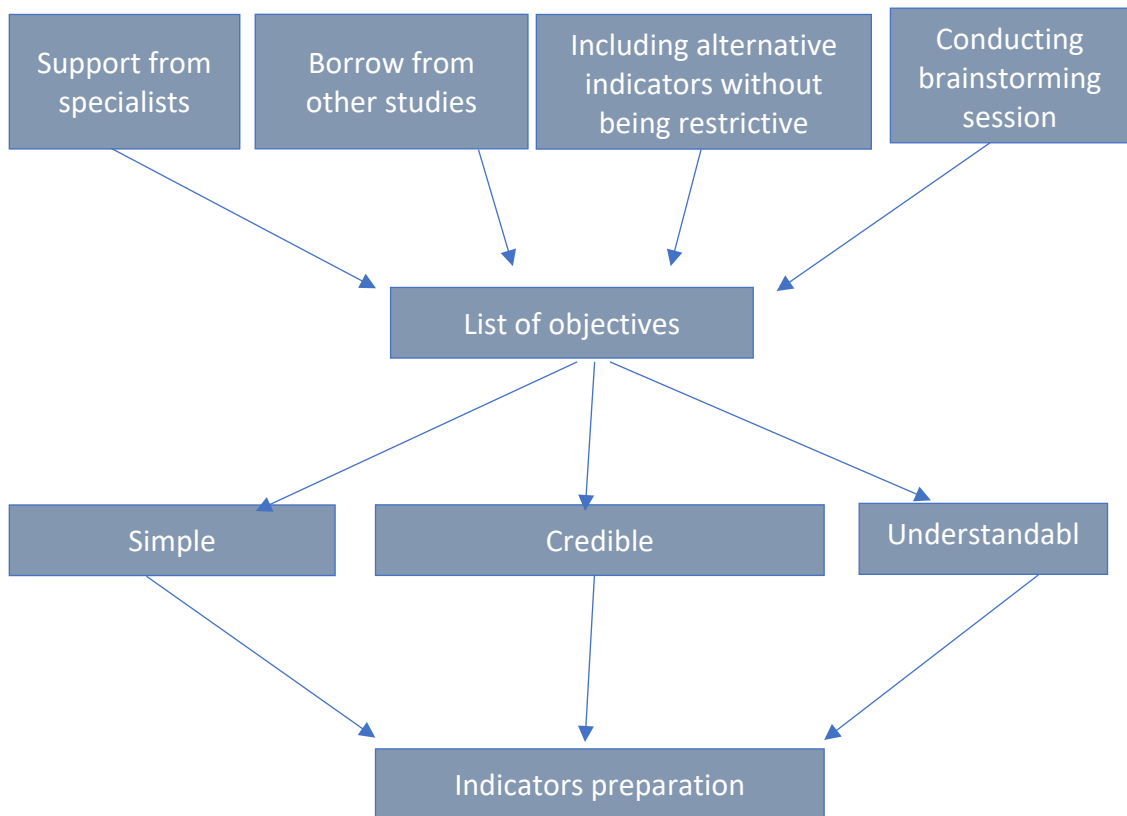 Support from
specialists
Borrow from
other studies
Including alternative
indicators without
being restrictive
Conducting
brainstorming
session
List of objectives
Simple
Credible
Understandabl
Indicators preparation